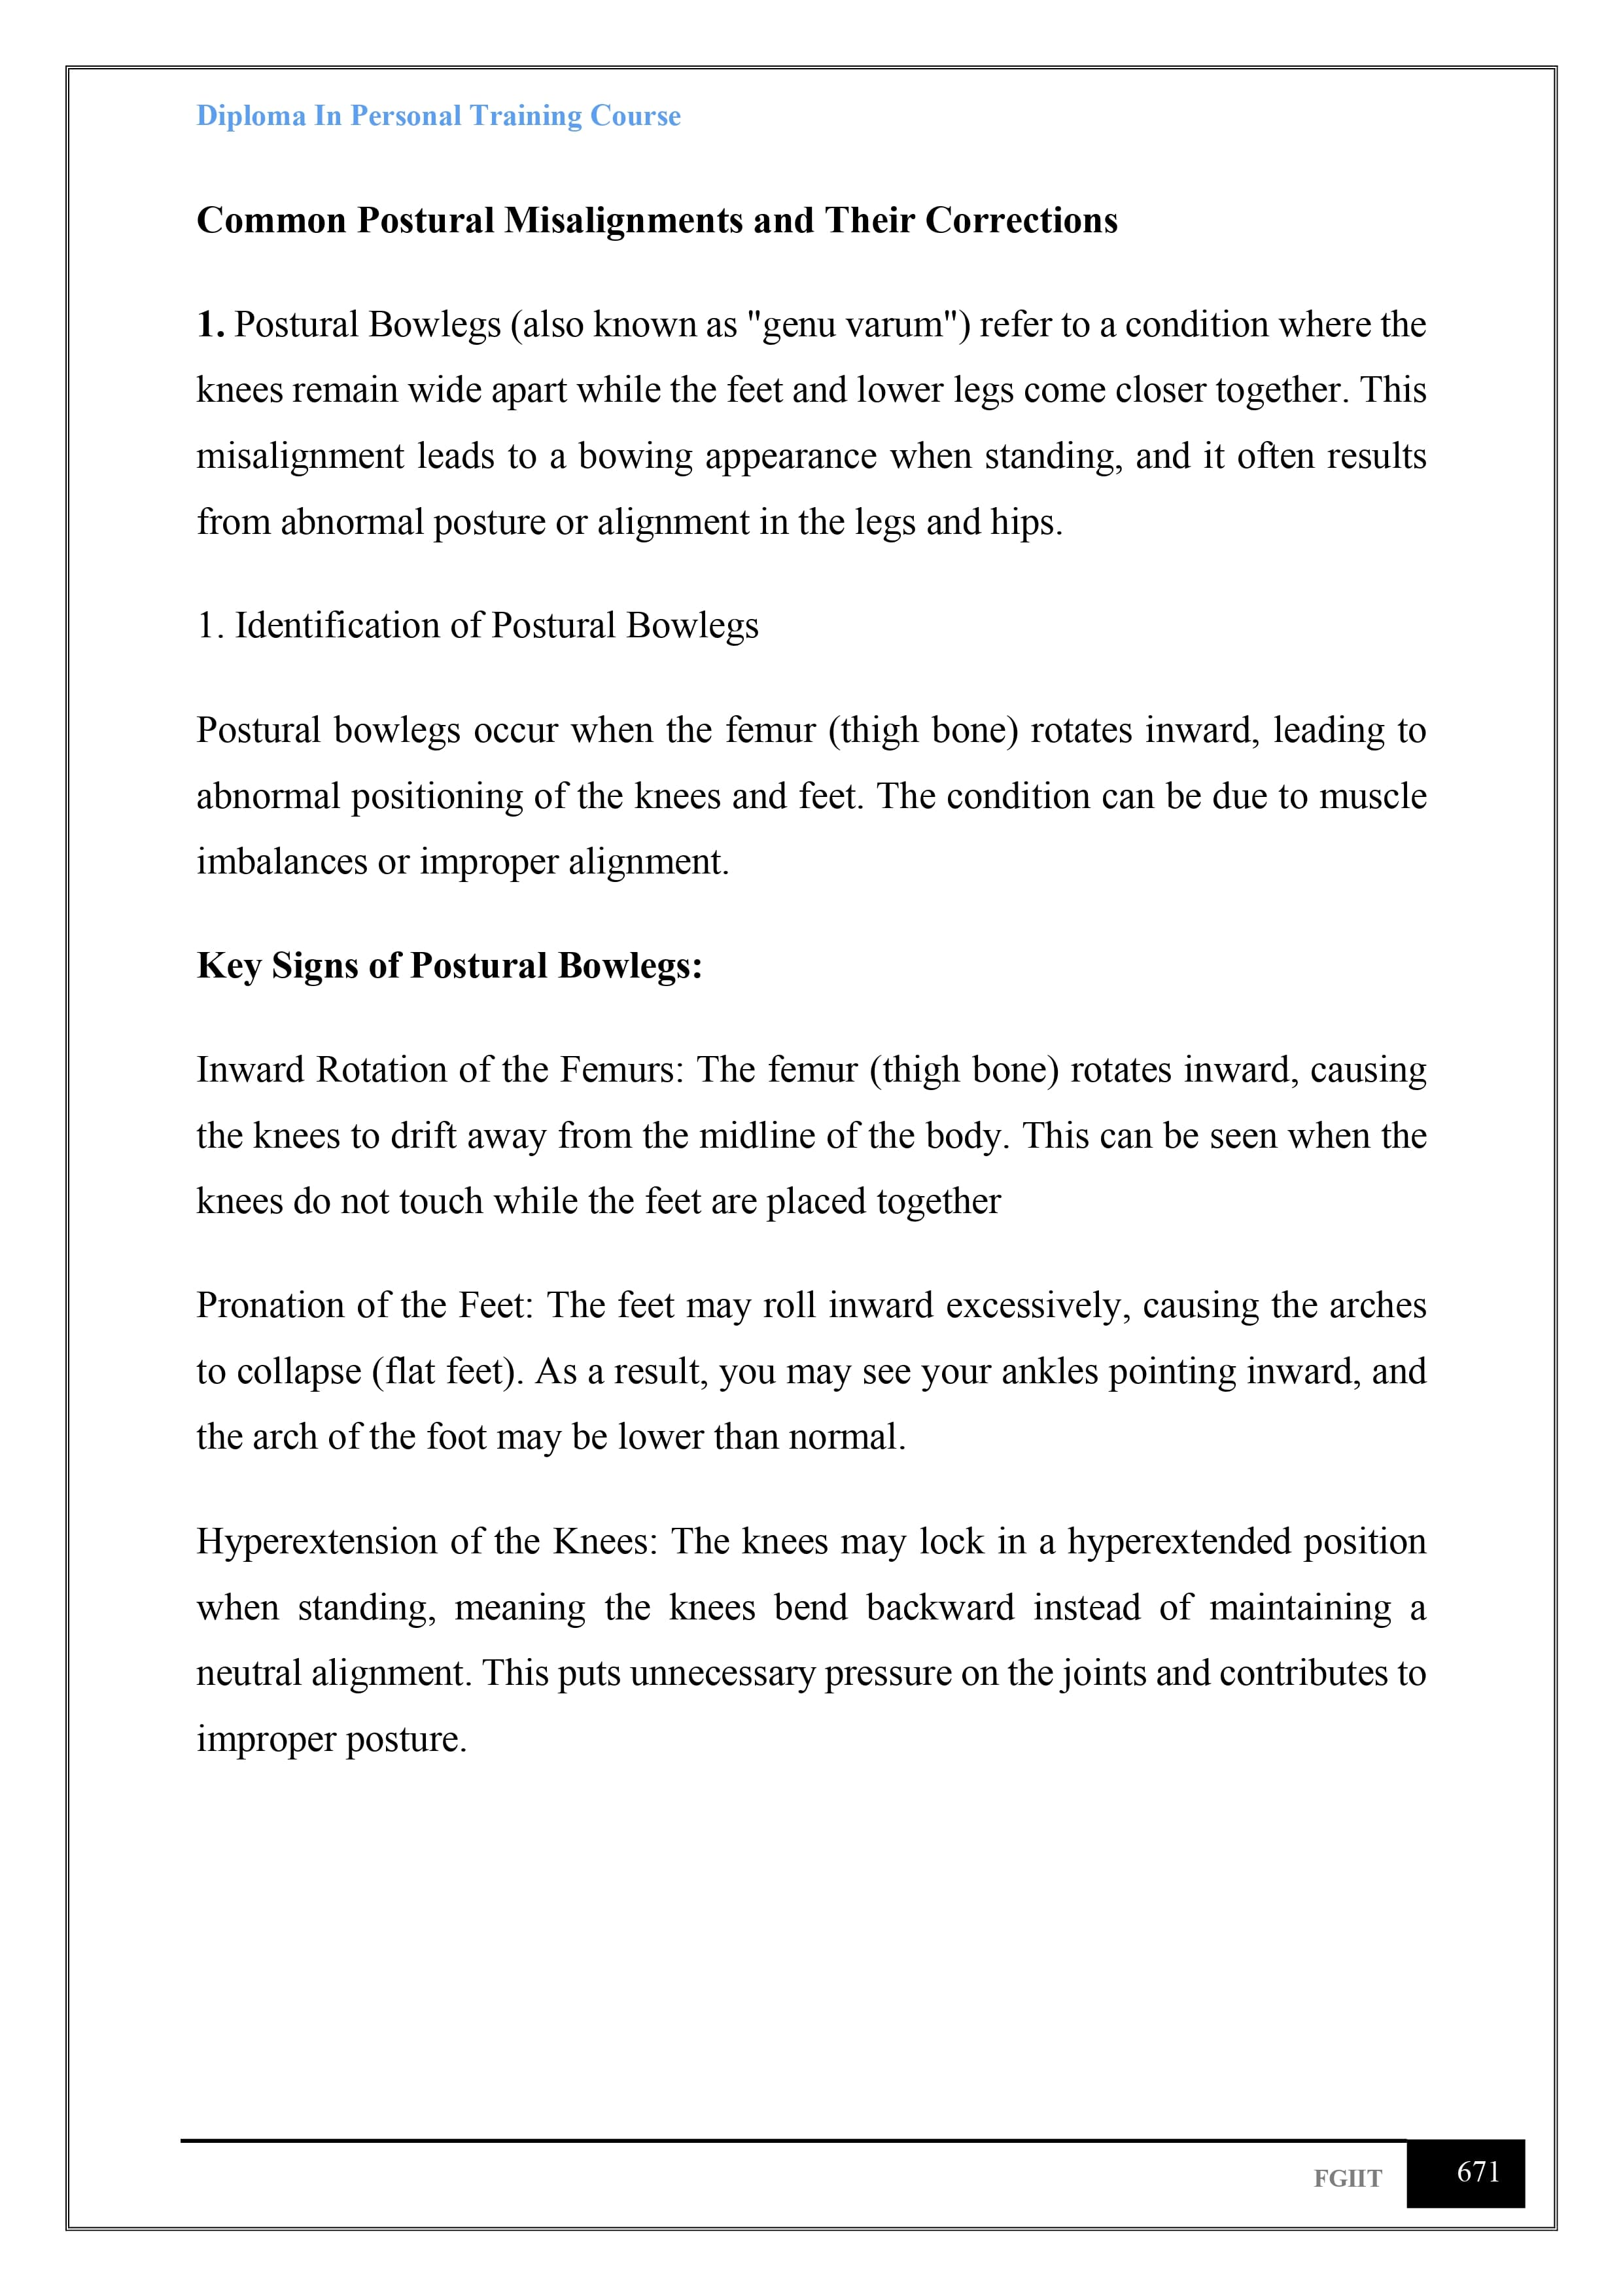 Diploma In Personal Training Course
Common Postural Misalignments and Their Corrections
1. Postural Bowlegs (also known as "genu varum") refer to a condition where the
knees remain wide apart while the feet and lower legs come closer together. This
misalignment leads to a bowing appearance when standing, and it often results
from abnormal posture or alignment in the legs and hips.
1. Identification of Postural Bowlegs
Postural bowlegs occur when the femur (thigh bone) rotates inward, leading to
abnormal positioning of the knees and feet. The condition can be due to muscle
imbalances or improper alignment.
Key Signs of Postural Bowlegs:
Inward Rotation of the Femurs: The femur (thigh bone) rotates inward, causing
the knees to drift away from the midline of the body. This can be seen when the
knees do not touch while the feet are placed together
Pronation of the Feet: The feet may roll inward excessively, causing the arches
to collapse (flat feet). As a result, you may see your ankles pointing inward, and
the arch of the foot may be lower than normal.
Hyperextension of the Knees: The knees may lock in a hyperextended position
when standing, meaning the knees bend backward instead of maintaining a
neutral alignment. This puts unnecessary pressure on the joints and contributes to
improper posture.
FGIIT 671